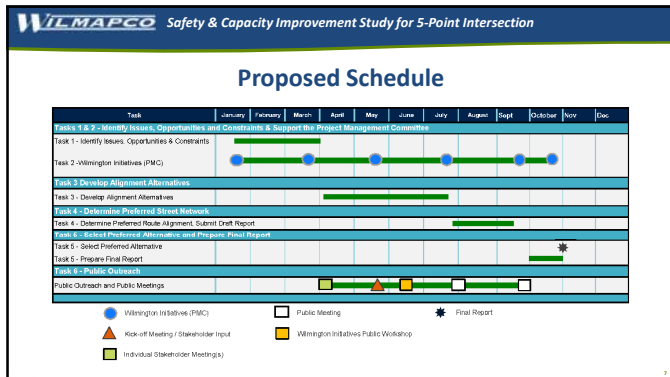 WILMAPCO Safety & Capacity Improvement Study for 5-Point Intersection
Proposed Schedule
Task January February March April May June July August Sept October Nov Dec
Tasks 1 & 2 - Identify Issues, Opportunities and Constraints & Support the Project Management Committee
Task 1 - Identify Issues, Opportunities & Constraints
Task 2 -Wilmington Initiatives (PMC)
Task 3 Develop Alignment Alternatives
Task 3 - Develop Alignment Alternatives
Task 4 - Determine Preferred Street Network
Task 4 - Determine Preferred Route Alignment, Submit Draft Report
Task 5 - Select Preferred Alternative and Prepare Final Report
Task 5 - Select Preferred Alternative
Task 5 - Prepare Final Report
Task 6 - Public Outreach
Public Outreach and Public Meetings
Wilmington Initiatives (PMC) Public Meeting Final Report
Kick-off Meeting / Stakeholder Input Wilmington Initiatives Public Workshop
Individual Stakeholder Meeting(s)